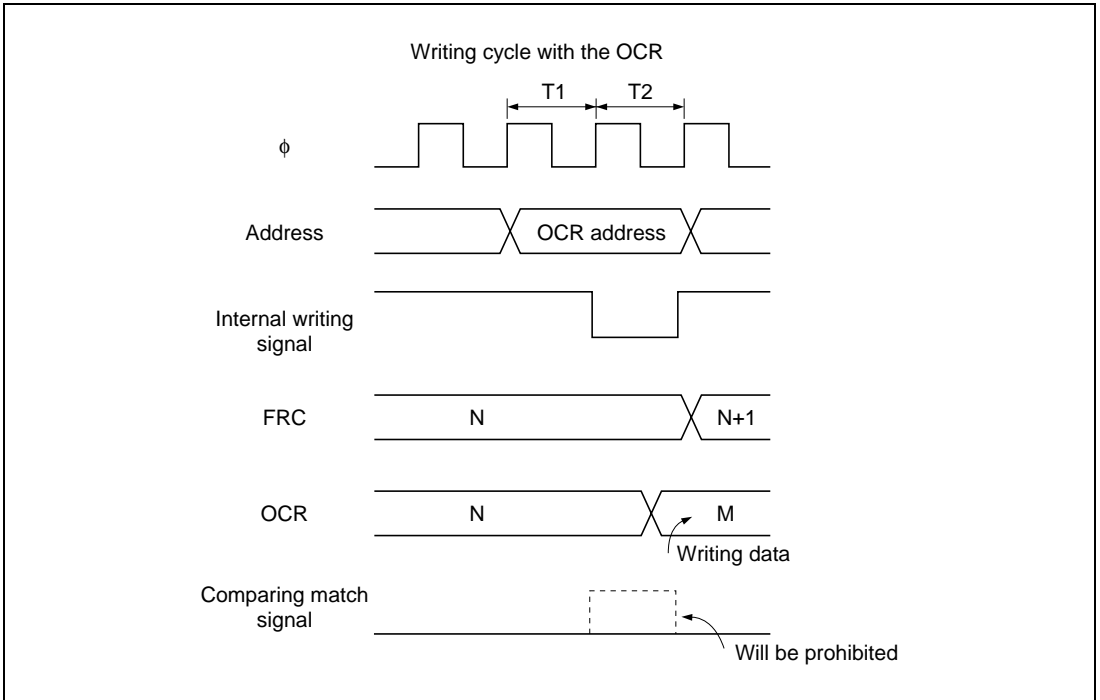 Writing cycle with the OCR
T1 T2
ϕ
Address OCR address
Internal writing
signal
FRC N N+1
OCR N M
Writing data
Comparing match
signal
Will be prohibited